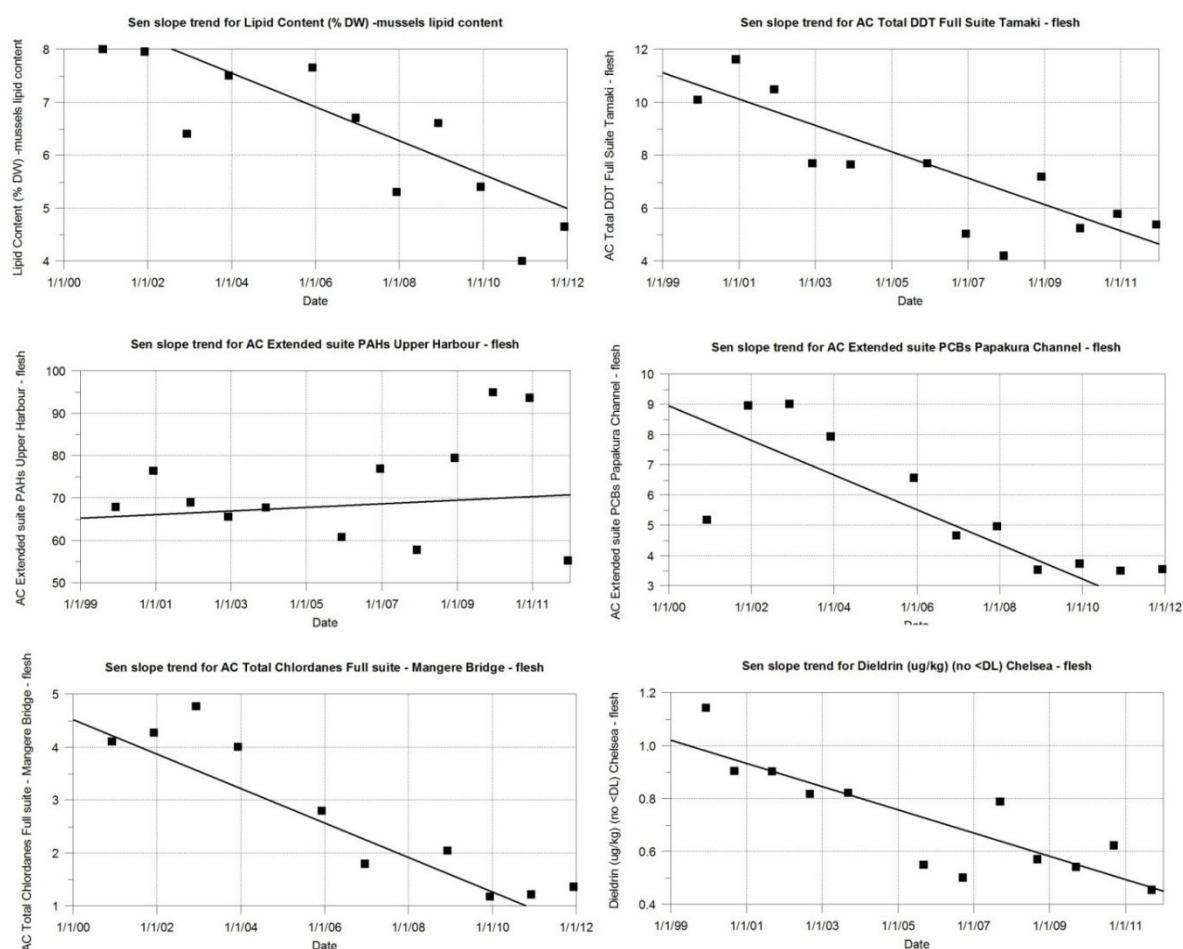 Sen slope trend for Lipid Content (% DW) -mussels lipid content
Lipid Content (% DW) -mussels lipid content
8
7
6
5
4
1/1/00 1/1/02 1/1/04 1/1/06 1/1/08 1/1/10 1/1/12
Date
Sen slope trend for AC Total DDT Full Suite Tamaki - flesh
AC Total DDT Full Suite Tamaki - flesh
12
10
8
6
4
1/1/99 1/1/01 1/1/03 1/1/05 1/1/07 1/1/09 1/1/11
Date
Sen slope trend for AC Extended suite PAHs Upper Harbour - flesh
AC Extended suite PAHs Upper Harbour - flesh
100
90
80
70
60
50
1/1/99 1/1/01 1/1/03 1/1/05 1/1/07 1/1/09 1/1/11
Date
Sen slope trend for AC Extended suite PCBs Papakura Channel - flesh
AC Extended suite PCBs Papakura Channel - flesh
10
9
8
7
6
5
4
3
1/1/00 1/1/02 1/1/04 1/1/06 1/1/08 1/1/10 1/1/12
Date
Sen slope trend for AC Total Chlordanes Full suite - Mangere Bridge - flesh
AC Total Chlordanes Full suite - Mangere Bridge - flesh
5
4
3
2
1
1/1/00 1/1/02 1/1/04 1/1/06 1/1/08 1/1/10 1/1/12
Date
Sen slope trend for Dieldrin (ug/kg) (no <DL) Chelsea - flesh
Dieldrin (ug/kg) (no <DL) Chelsea - flesh
1.2
1.0
0.8
0.6
0.4
1/1/99 1/1/01 1/1/03 1/1/05 1/1/07 1/1/09 1/1/11
Date